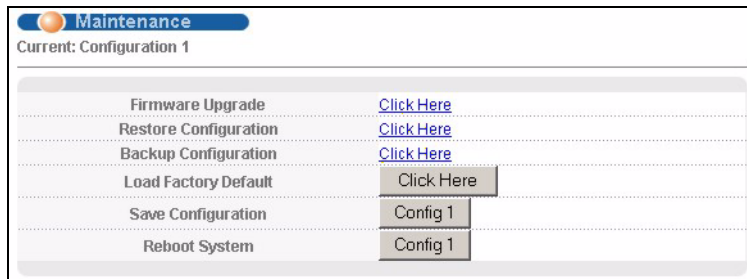 Maintenance
Current: Configuration 1
Firmware Upgrade Click Here
Restore Configuration Click Here
Backup Configuration Click Here
Load Factory Default Click Here
Save Configuration Config 1
Reboot System Config 1